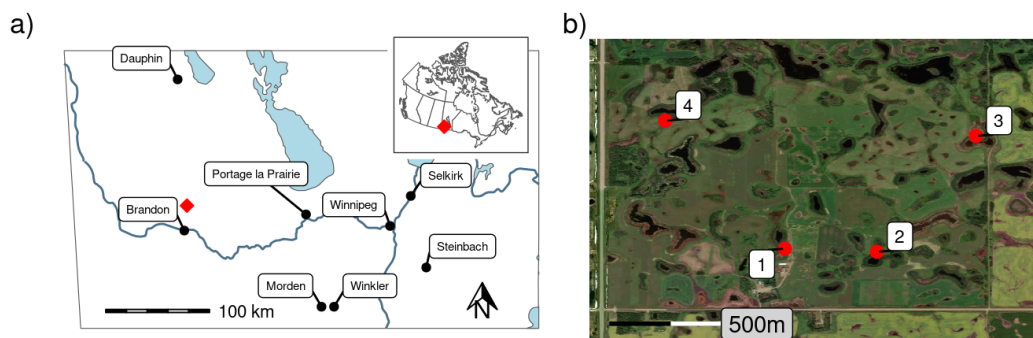 a)
Dauphin
Portage la Prairie
Selkirk
Brandon
Winnipeg
Steinbach
Morden
Winkler
100 km
N
b)
4
3
2
1
500m